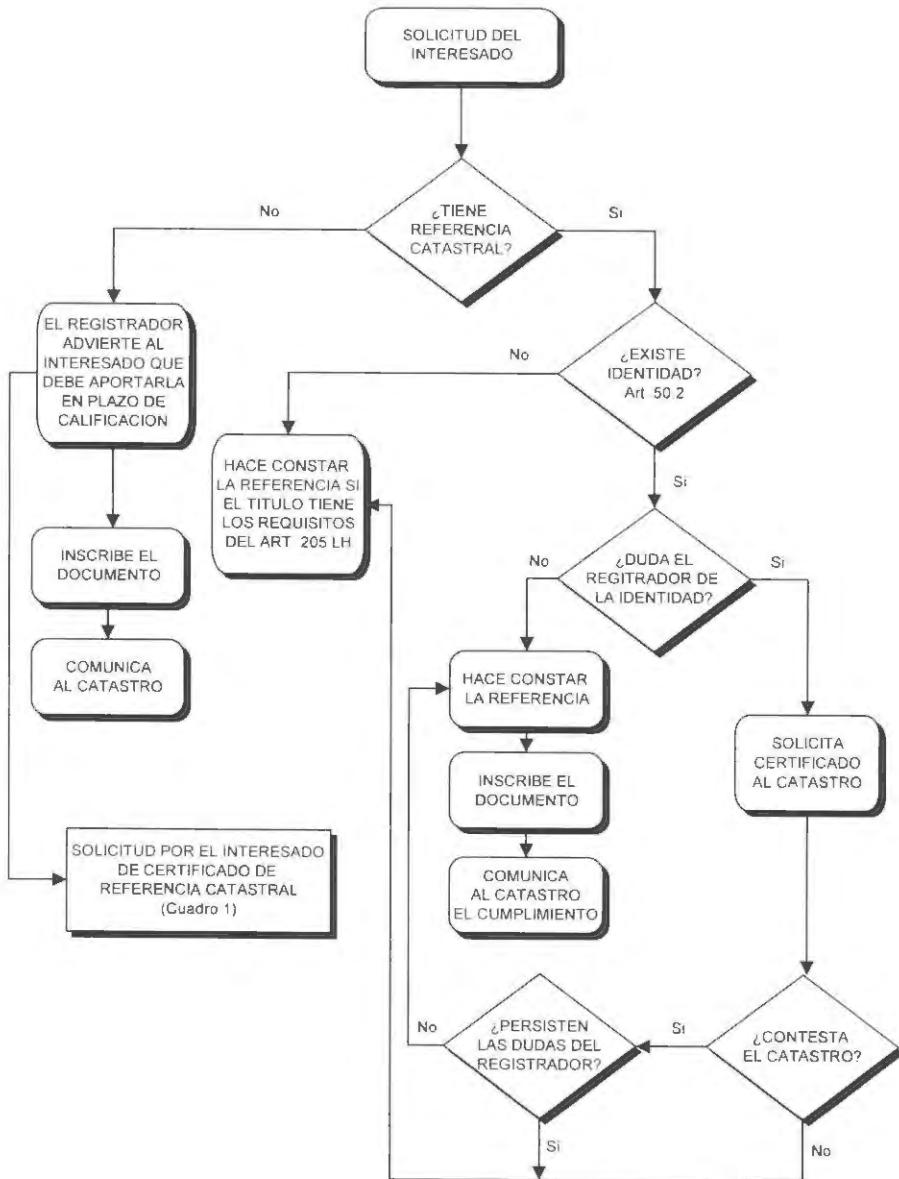 SOLICITUD DEL
INTERESADO
¿TIENE
REFERENCIA
CATASTRAL?
No
Si
EL REGISTRADOR
ADVIERTE AL
INTERESADO QUE
DEBE APORTARLA
EN PLAZO DE
CALIFICACION
¿EXISTE
IDENTIDAD?
Art 50.2
No
Si
HACE CONSTAR
LA REFERENCIA SI
EL TITULO TIENE
LOS REQUISITOS
DEL ART 205 LH
INSCRIBE EL
DOCUMENTO
COMUNICA
AL CATASTRO
¿DUDA EL
REGITRADOR DE
LA IDENTIDAD?
No
Si
HACE CONSTAR
LA REFERENCIA
INSCRIBE EL
DOCUMENTO
COMUNICA
AL CATASTRO
EL CUMPLIMIENTO
SOLICITA
CERTIFICADO
AL CATASTRO
SOLICITUD POR EL INTERESADO
DE CERTIFICADO DE
REFERENCIA CATASTRAL
(Cuadro 1)
¿PERSISTEN
LAS DUDAS DEL
REGISTRADOR?
No
Si
¿CONTESTA
EL CATASTRO?
Si
No